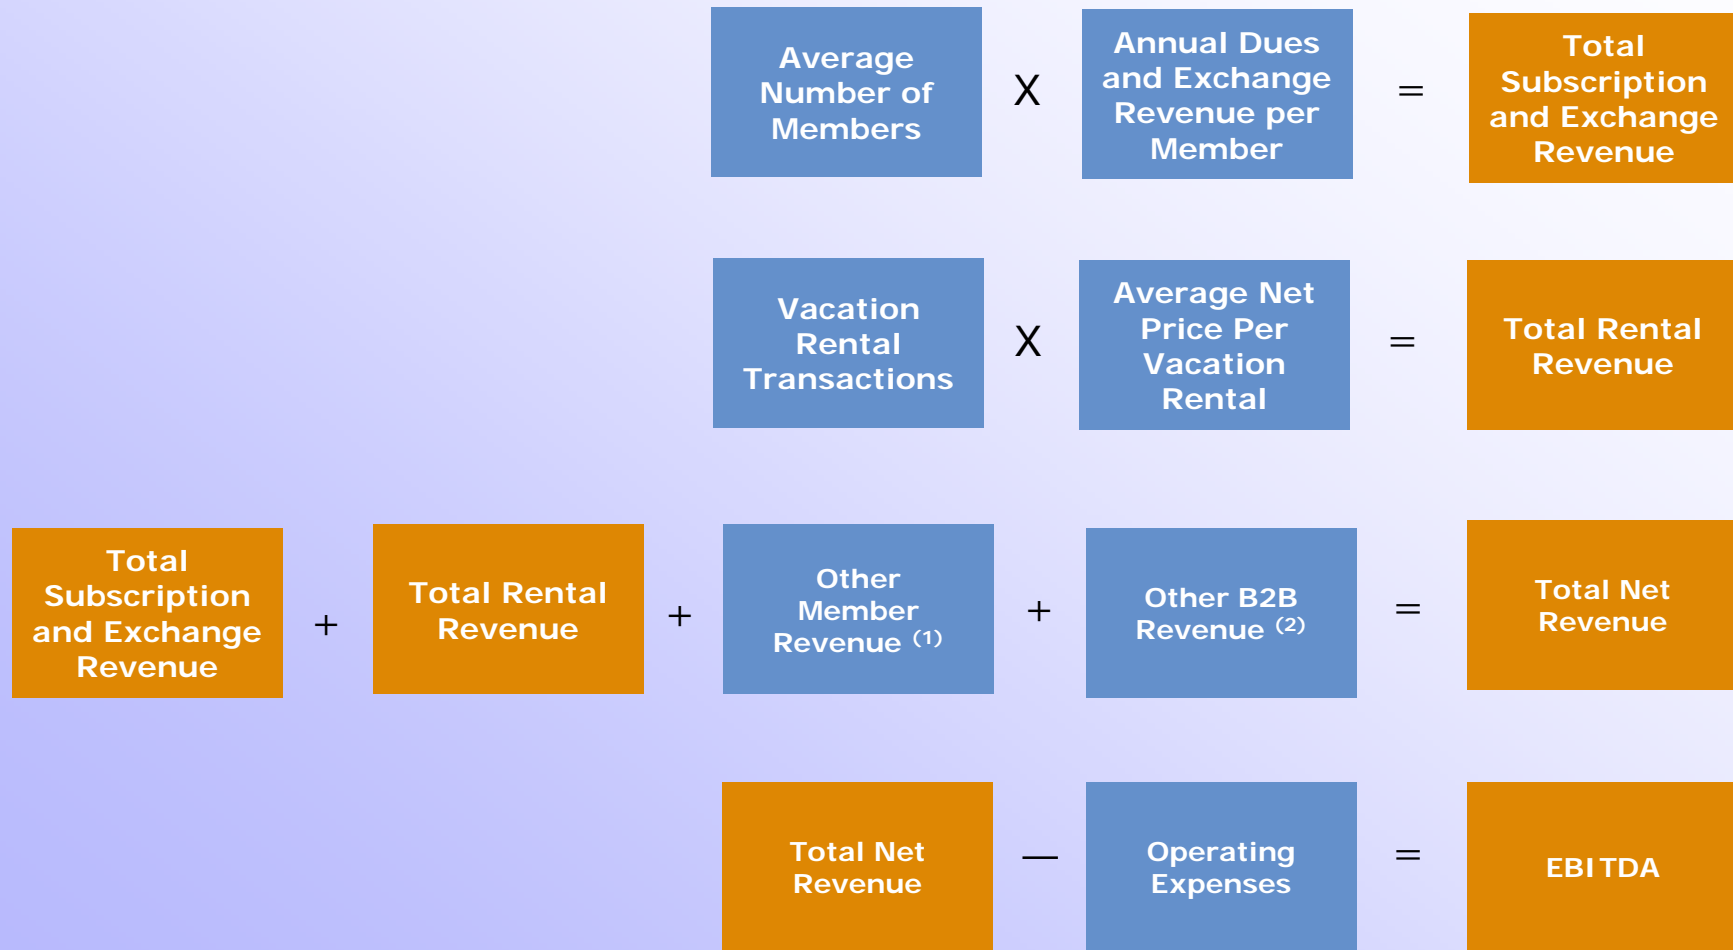 Average
Number of
Members
X
Annual Dues
and Exchange
Revenue per
Member
=
Total
Subscription
and Exchange
Revenue
Vacation
Rental
Transactions
X
Average Net
Price Per
Vacation
Rental
=
Total Rental
Revenue
Total
Subscription
and Exchange
Revenue
+
Total Rental
Revenue
+
Other
Member
Revenue (1)
+
Other B2B
Revenue (2)
=
Total Net
Revenue
Total Net
Revenue
—
Operating
Expenses
=
EBITDA